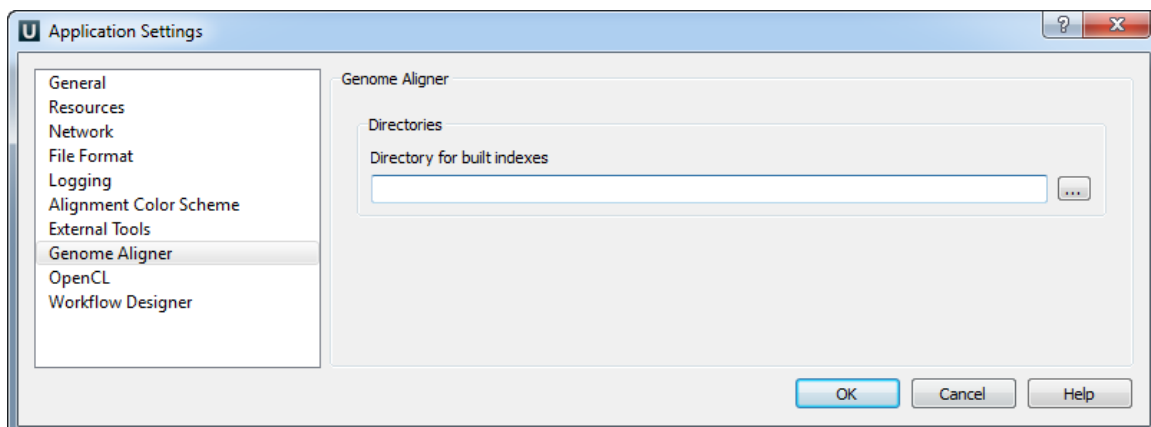 U Application Settings
General
Resources
Network
File Format
Logging
Alignment Color Scheme
External Tools
Genome Aligner
OpenCL
Workflow Designer
Genome Aligner
Directories
Directory for built indexes
...
OK Cancel Help